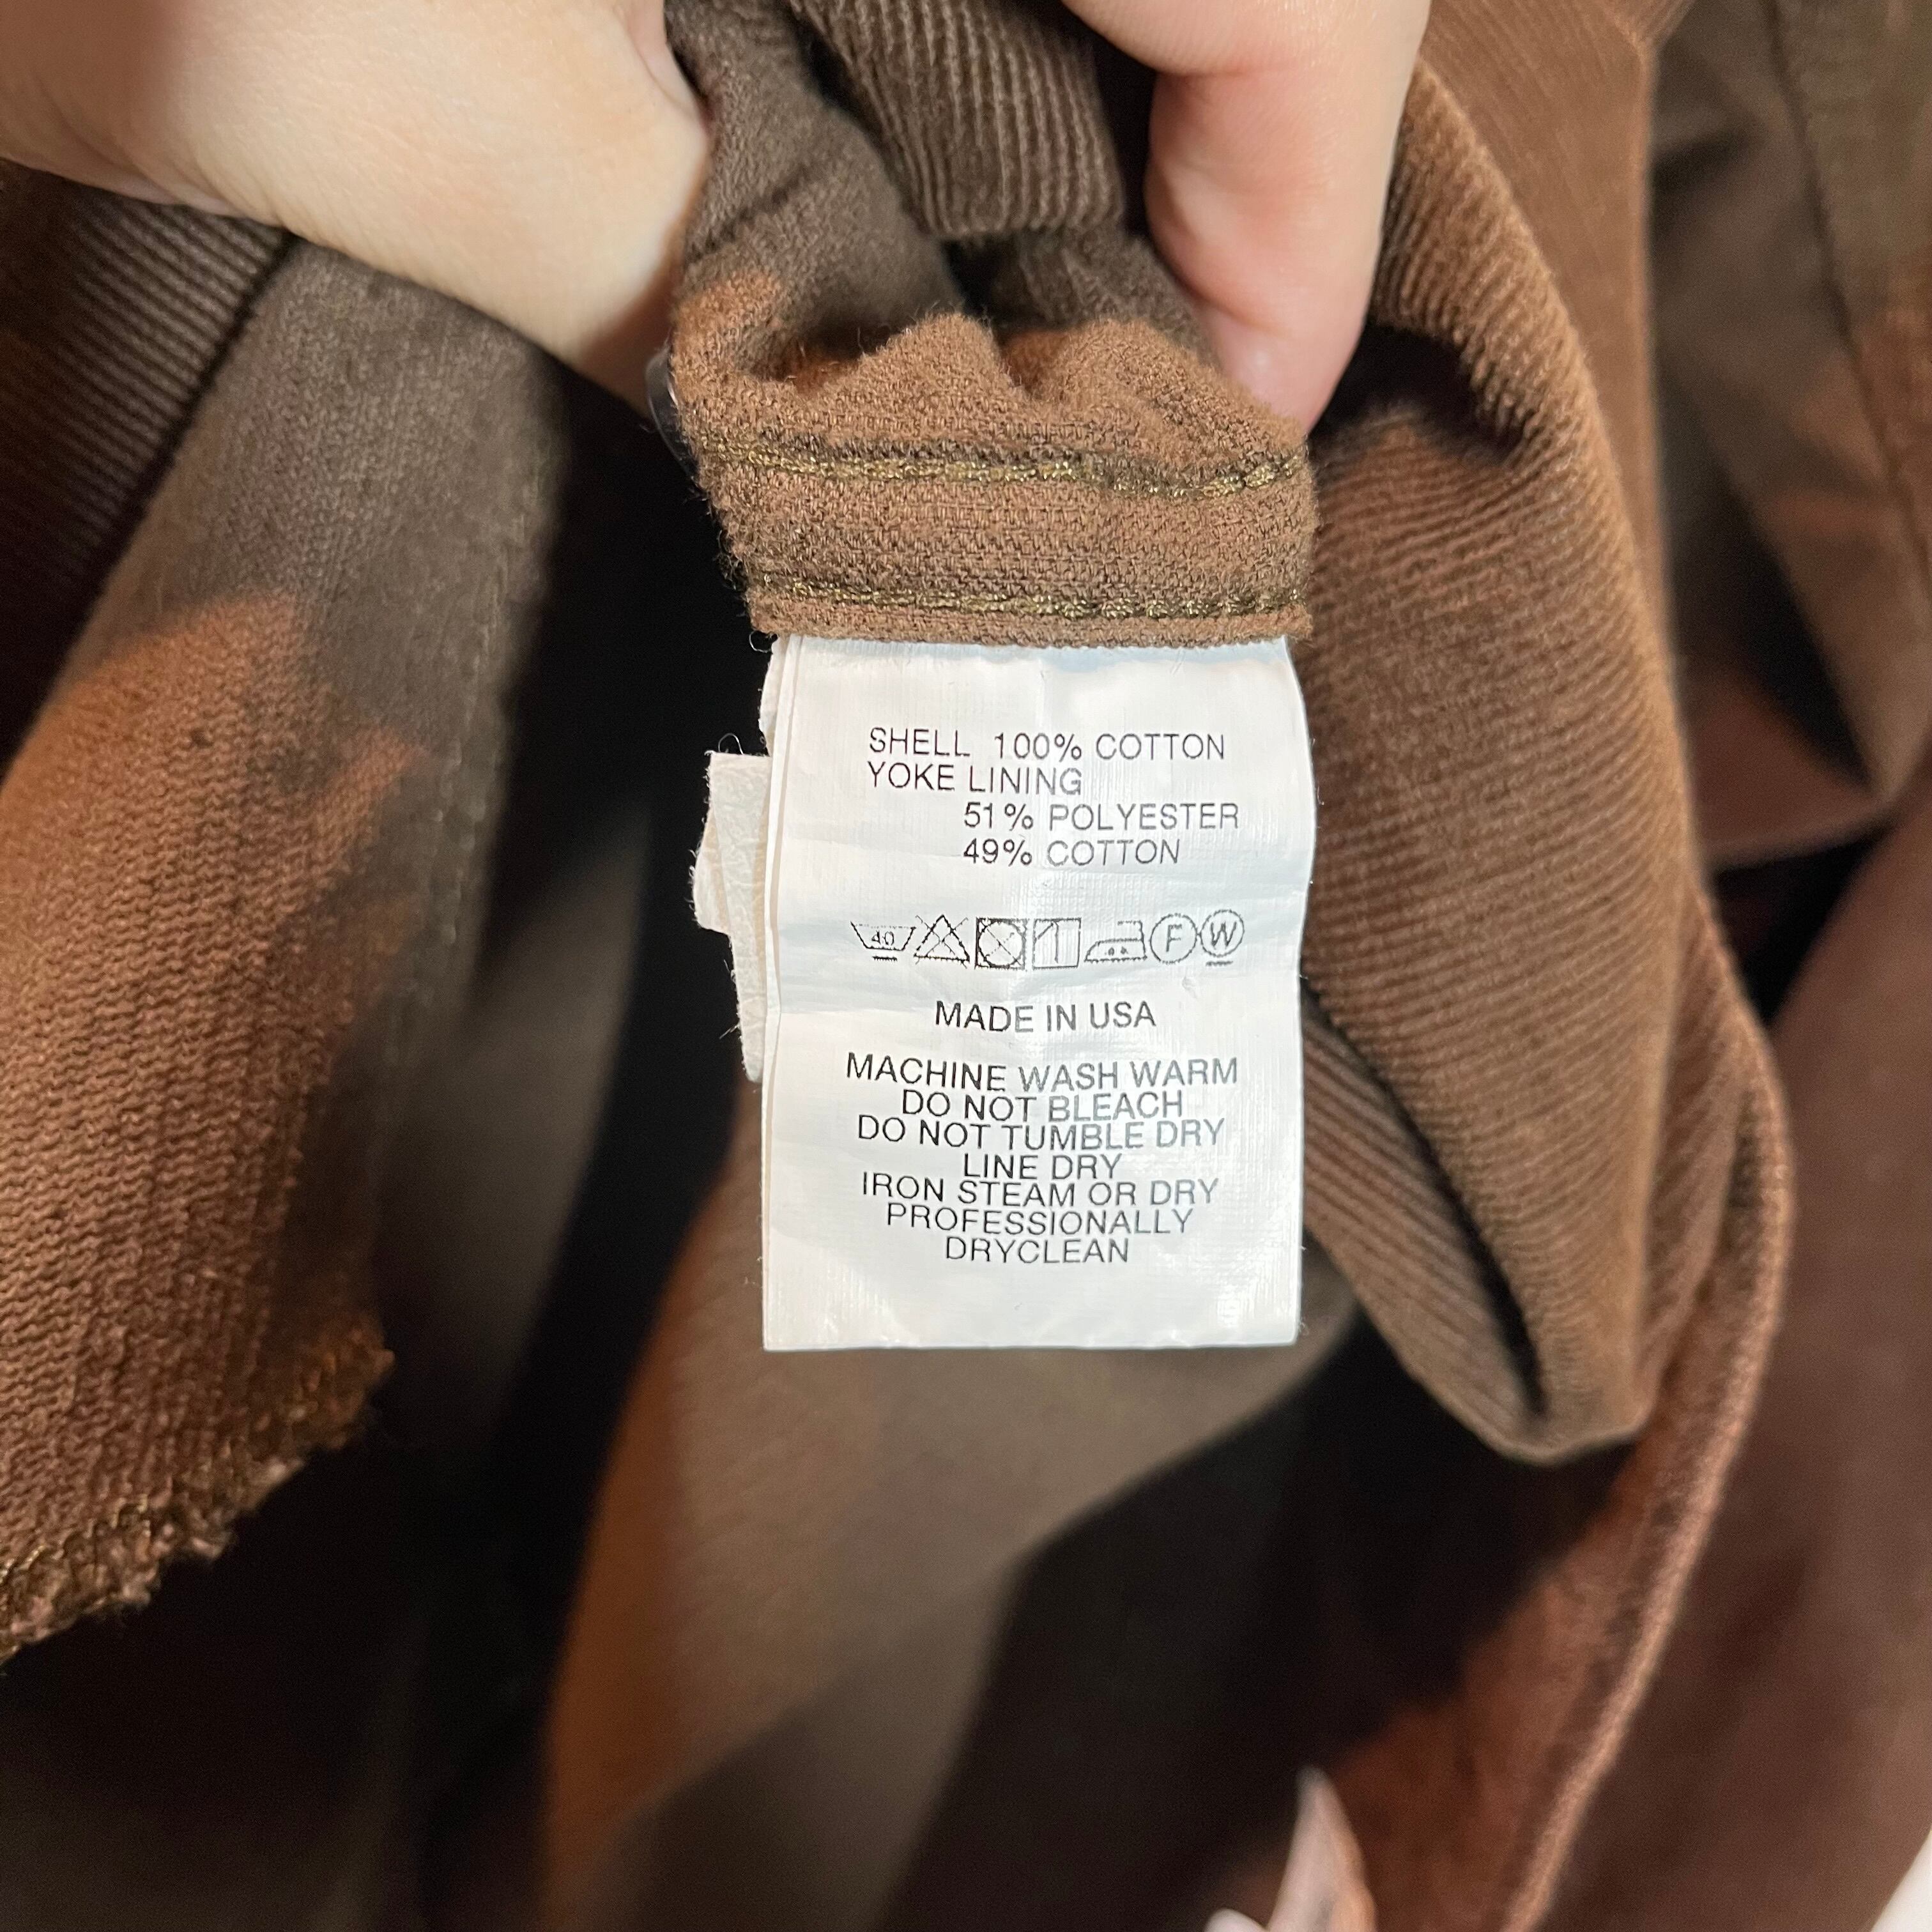 SHELL 100% COTTON
YOKE LINING
51% POLYESTER
49% COTTON
40 F W
MADE IN USA
MACHINE WASH WARM
DO NOT BLEACH
DO NOT TUMBLE DRY
LINE DRY
IRON STEAM OR DRY
PROFESSIONALLY
DRYCLEAN